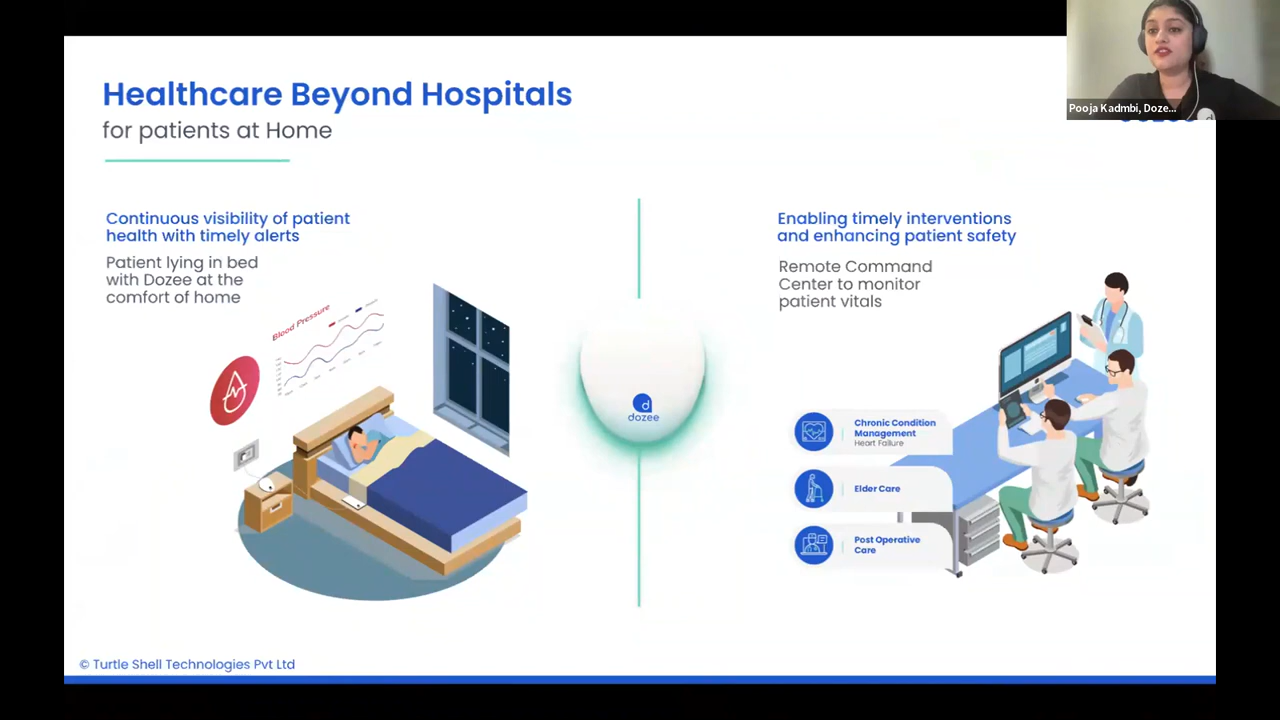 Healthcare Beyond Hospitals
for patients at Home
Pooja Kadmbi, Doze...
Continuous visibility of patient
health with timely alerts
Patient lying in bed
with Dozee at the
comfort of home
Blood Pressure
dozee
Enabling timely interventions
and enhancing patient safety
Remote Command
Center to monitor
patient vitals
Chronic Condition
Management
Heart Failure
Elder Care
Post Operative
Care
© Turtle Shell Technologies Pvt Ltd